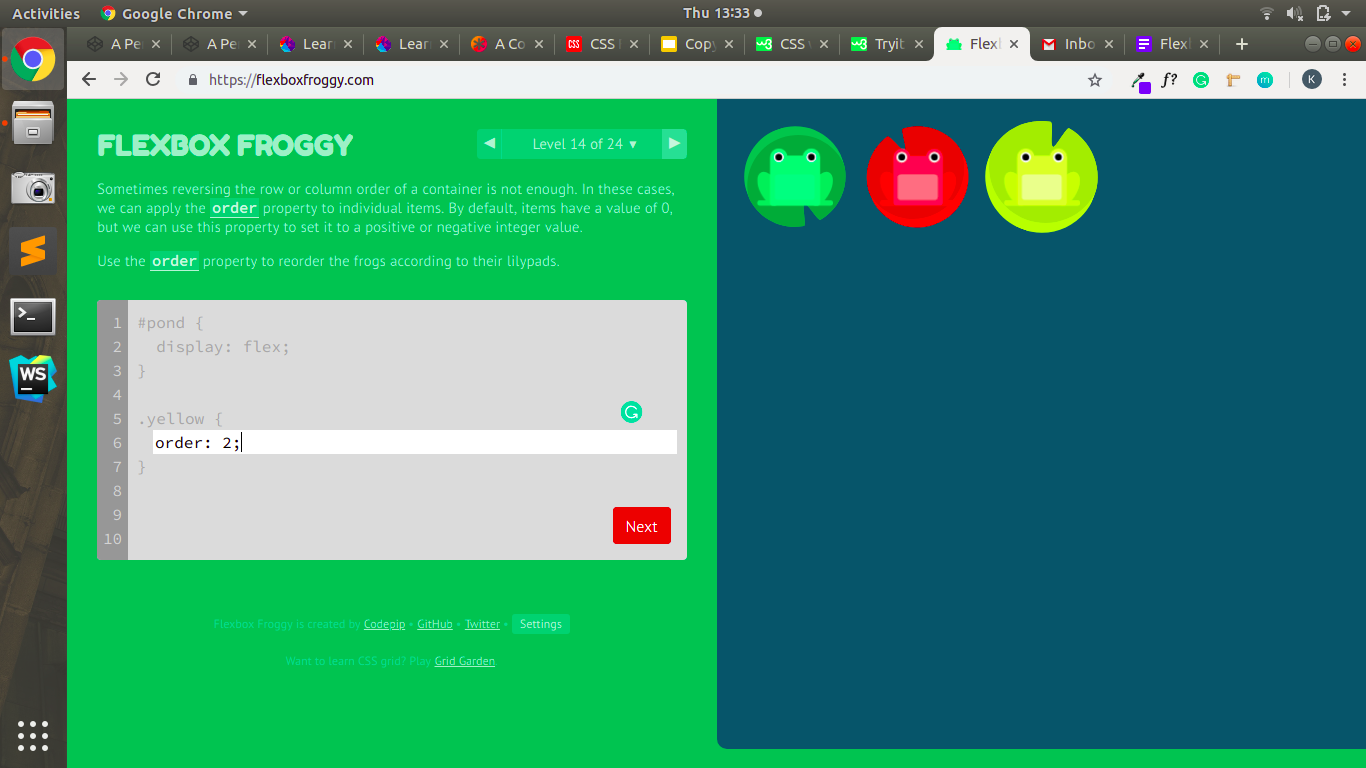 Activities Google Chrome ▾ Thu 13:33 ●
A Pe A Pe Lear Lear A Co CSS Copy CSS Tryit Flex Inbo Flex
https://flexboxfroggy.com f? m K
FLEXBOX FROGGY
◀ Level 14 of 24 ▾ ▶
Sometimes reversing the row or column order of a container is not enough. In these cases,
we can apply the order property to individual items. By default, items have a value of 0,
but we can use this property to set it to a positive or negative integer value.
Use the order property to reorder the frogs according to their lilypads.
1 #pond {
2 display: flex;
3 }
4
5 .yellow {
6 order: 2;
7 }
8
9
10
Next
Flexbox Froggy is created by Codepip • GitHub • Twitter • Settings
Want to learn CSS grid? Play Grid Garden
>_
WS